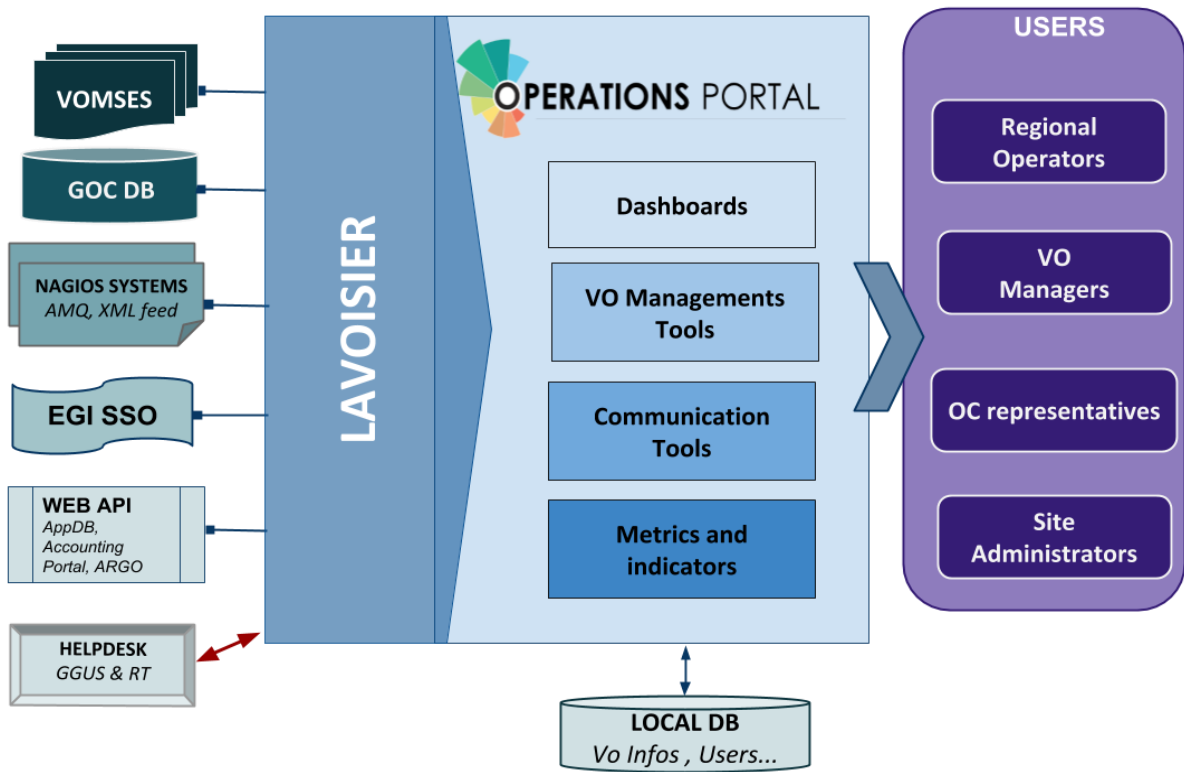 VOMSES
GOC DB
NAGIOS SYSTEMS
AMQ, XML feed
EGI SSO
WEB API
AppDB,
Accounting
Portal, ARGO
HELPDESK
GGUS & RT
LAVOISIER
OPERATIONS PORTAL
Dashboards
VO Managements
Tools
Communication
Tools
Metrics and
indicators
LOCAL DB
Vo Infos , Users...
USERS
Regional
Operators
VO
Managers
OC representatives
Site
Administrators